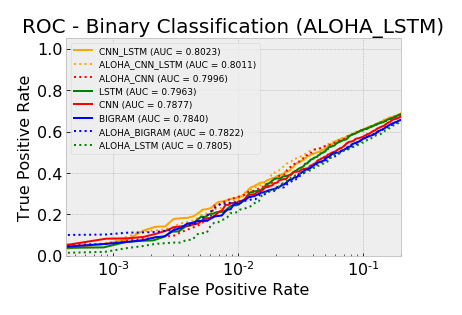 ROC - Binary Classification (ALOHA_LSTM)
1.0
0.8
0.6
0.4
0.2
0.0
True Positive Rate
CNN_LSTM (AUC = 0.8023)
ALOHA_CNN_LSTM (AUC = 0.8011)
ALOHA_CNN (AUC = 0.7996)
LSTM (AUC = 0.7963)
CNN (AUC = 0.7877)
BIGRAM (AUC = 0.7840)
ALOHA_BIGRAM (AUC = 0.7822)
ALOHA_LSTM (AUC = 0.7805)
10⁻³ 10⁻² 10⁻¹
False Positive Rate